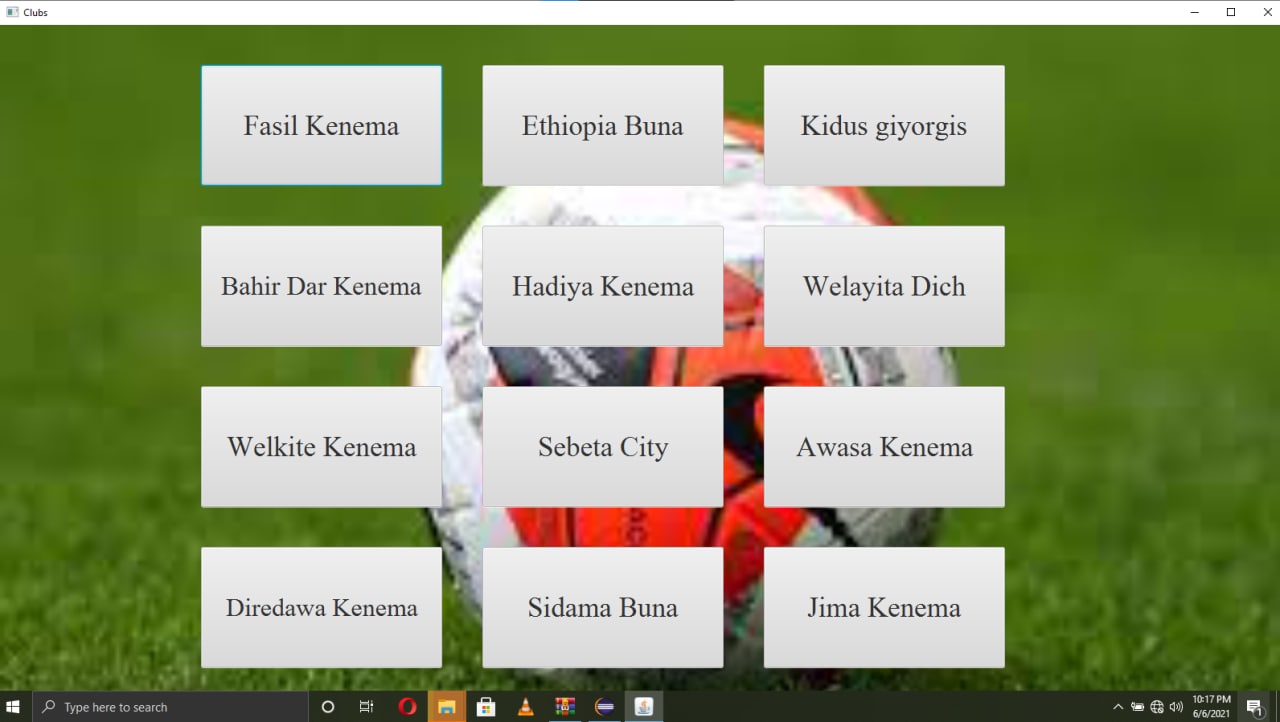 Clubs
Fasil Kenema
Ethiopia Buna
Kidus giyorgis
Bahir Dar Kenema
Hadiya Kenema
Welayita Dich
Welkite Kenema
Sebeta City
Awasa Kenema
Diredawa Kenema
Sidama Buna
Jima Kenema
Type here to search
10:17 PM
6/6/2021
1